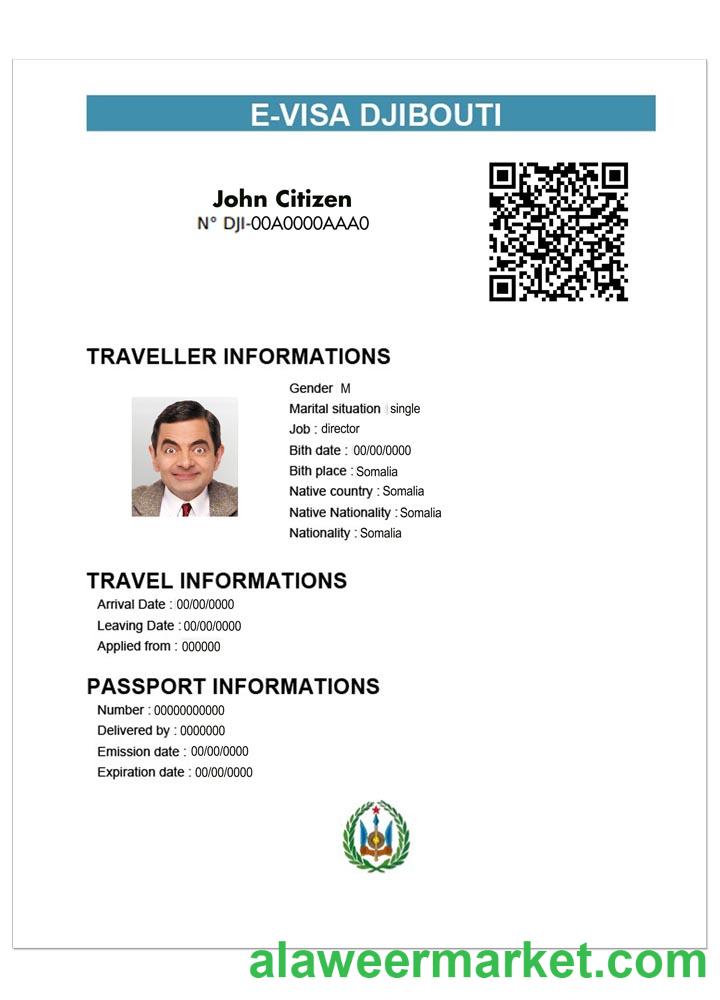 E-VISA DJIBOUTI
John Citizen
N° DJI-00A0000AAA0
TRAVELLER INFORMATIONS
Gender M
Marital situation single
Job : director
Bith date : 00/00/0000
Bith place : Somalia
Native country : Somalia
Native Nationality : Somalia
Nationality : Somalia
TRAVEL INFORMATIONS
Arrival Date : 00/00/0000
Leaving Date : 00/00/0000
Applied from : 000000
PASSPORT INFORMATIONS
Number : 00000000000
Delivered by : 0000000
Emission date : 00/00/0000
Expiration date : 00/00/0000
alaweermarket.com